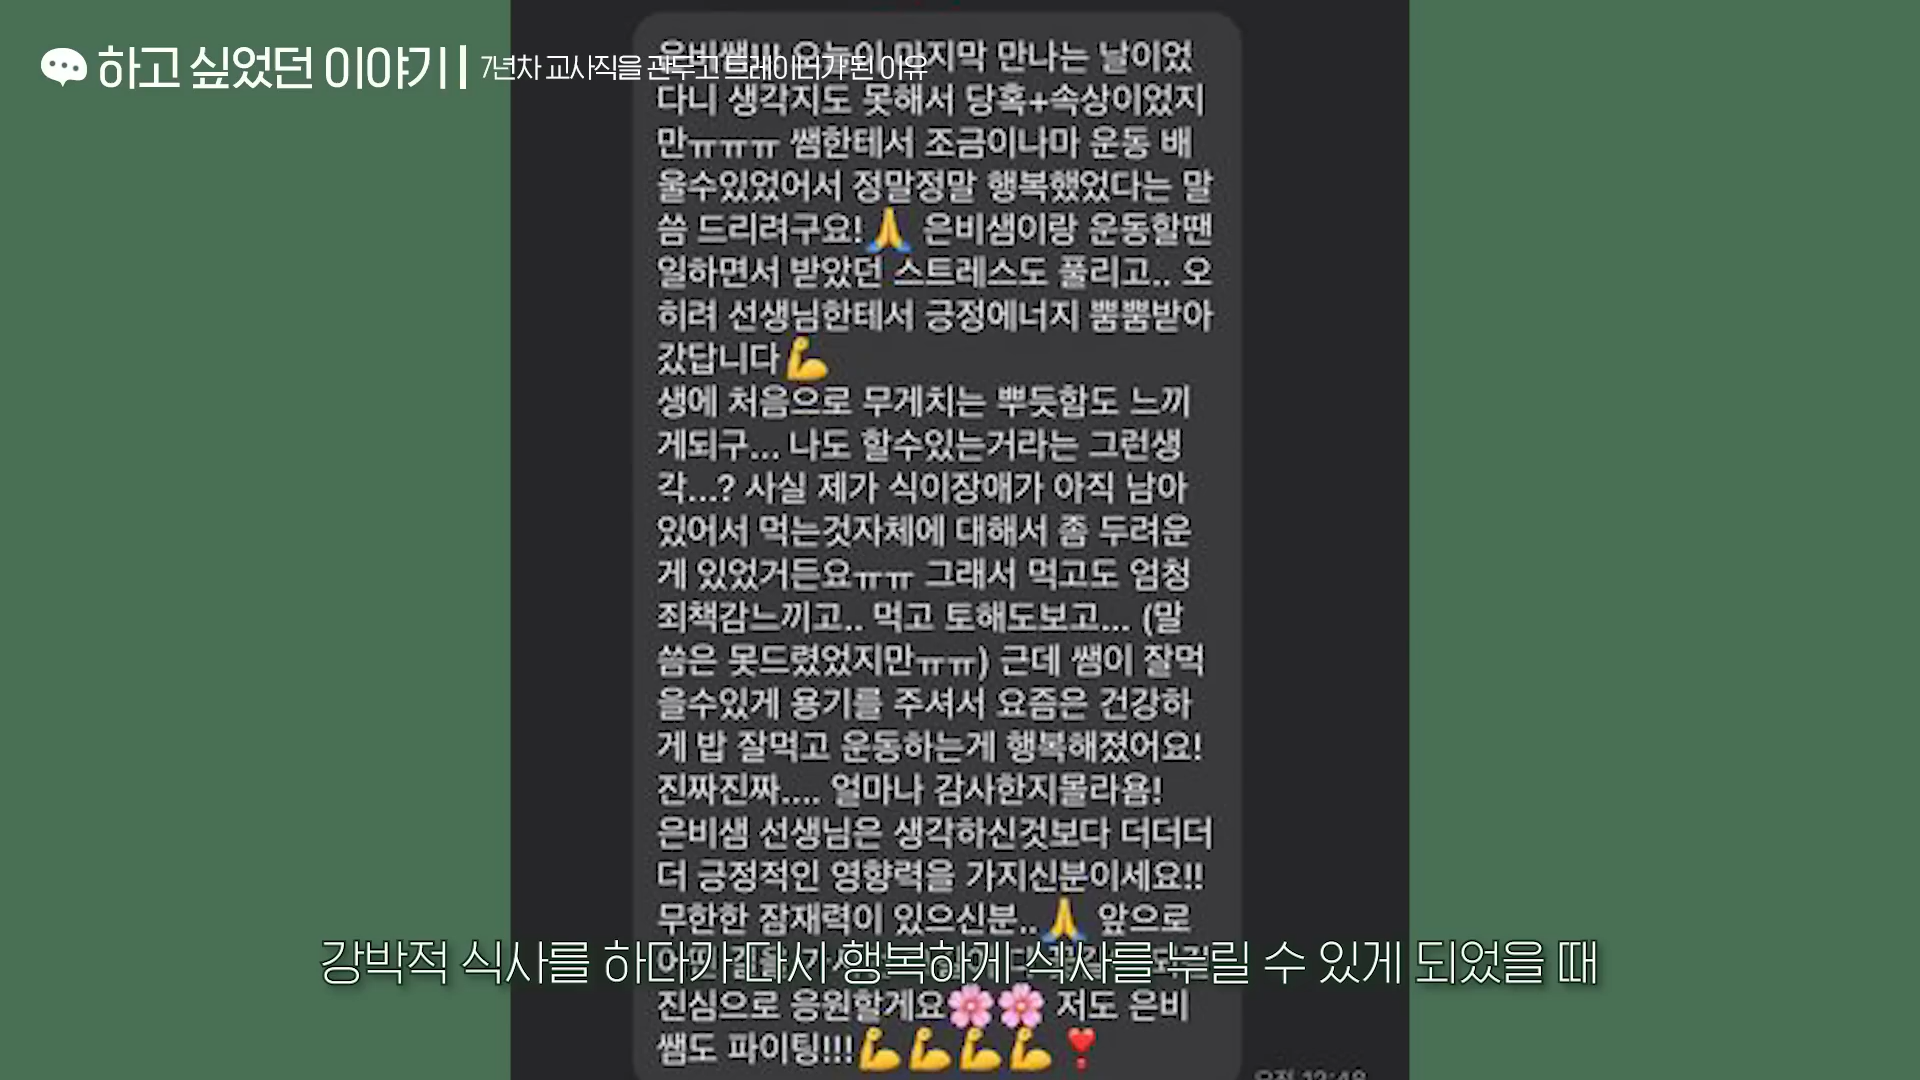 하고 싶었던 이야기
7년차 교사직을 관두고 트레이너가 된 이유
은비쌤!!! 오늘이 마지막 만나는 날이었
다니 생각지도 못해서 당혹+속상이었지
만ㅠㅠㅠ 쌤한테서 조금이나마 운동 배
울수있었어서 정말정말 행복했었다는 말
씀 드리려구요!🙏 은비샘이랑 운동할땐
일하면서 받았던 스트레스도 풀리고.. 오
히려 선생님한테서 긍정에너지 뿜뿜받아
갔답니다💪
생에 처음으로 무게치는 뿌듯함도 느끼
게되구... 나도 할수있는거라는 그런생
각...? 사실 제가 식이장애가 아직 남아
있어서 먹는것자체에 대해서 좀 두려운
게 있었거든요ㅠㅠ 그래서 먹고도 엄청
죄책감느끼고.. 먹고 토해도보고... (말
씀은 못드렸었지만ㅠㅠ) 근데 쌤이 잘먹
을수있게 용기를 주셔서 요즘은 건강하
게 밥 잘먹고 운동하는게 행복해졌어요!
진짜진짜.... 얼마나 감사한지몰라욤!
은비샘 선생님은 생각하신것보다 더더더
더 긍정적인 영향력을 가지신분이세요!!
무한한 잠재력이 있으신분..🙏 앞으로
강박적 식사를 하다가 다시 행복하게 식사를 누릴 수 있게 되었을 때
진심으로 응원할게요🌸🌸 저도 은비
쌤도 파이팅!!!💪💪💪💪❣️